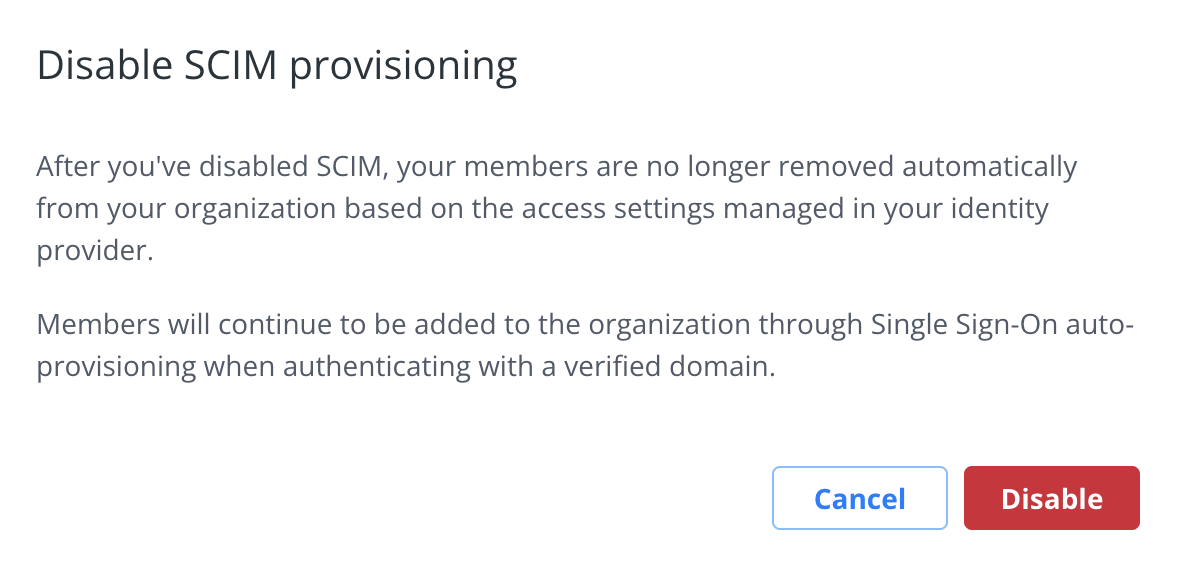 Disable SCIM provisioning
After you've disabled SCIM, your members are no longer removed automatically
from your organization based on the access settings managed in your identity
provider.
Members will continue to be added to the organization through Single Sign-On auto-
provisioning when authenticating with a verified domain.
Cancel Disable